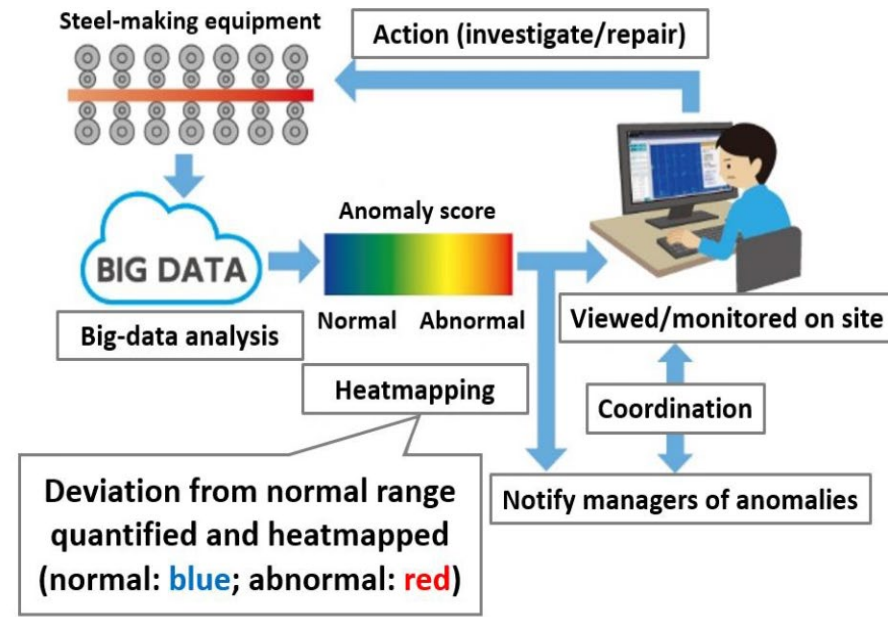 Steel-making equipment
Action (investigate/repair)
BIG DATA
Big-data analysis
Anomaly score
Normal Abnormal
Heatmapping
Viewed/monitored on site
Coordination
Notify managers of anomalies
Deviation from normal range
quantified and heatmapped
(normal: blue; abnormal: red)